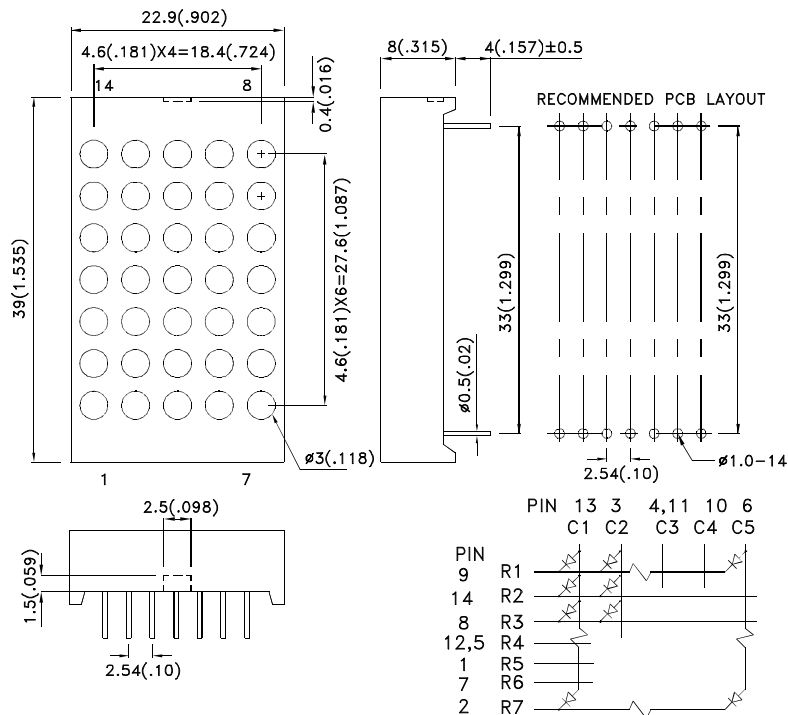 22.9(.902)
4.6(.181)X4=18.4(.724)
14
8
0.4(.016)
39(1.535)
4.6(.181)X6=27.6(1.087)
ø3(.118)
1
7
8(.315)
4(.157)±0.5
33(1.299)
ø0.5(.02)
RECOMMENDED PCB LAYOUT
33(1.299)
2.54(.10)
ø1.0-14
2.5(.098)
1.5(.059)
2.54(.10)
PIN 13 3 4,11 10 6
C1 C2 C3 C4 C5
PIN
9 R1
14 R2
8 R3
12,5 R4
1 R5
7 R6
2 R7